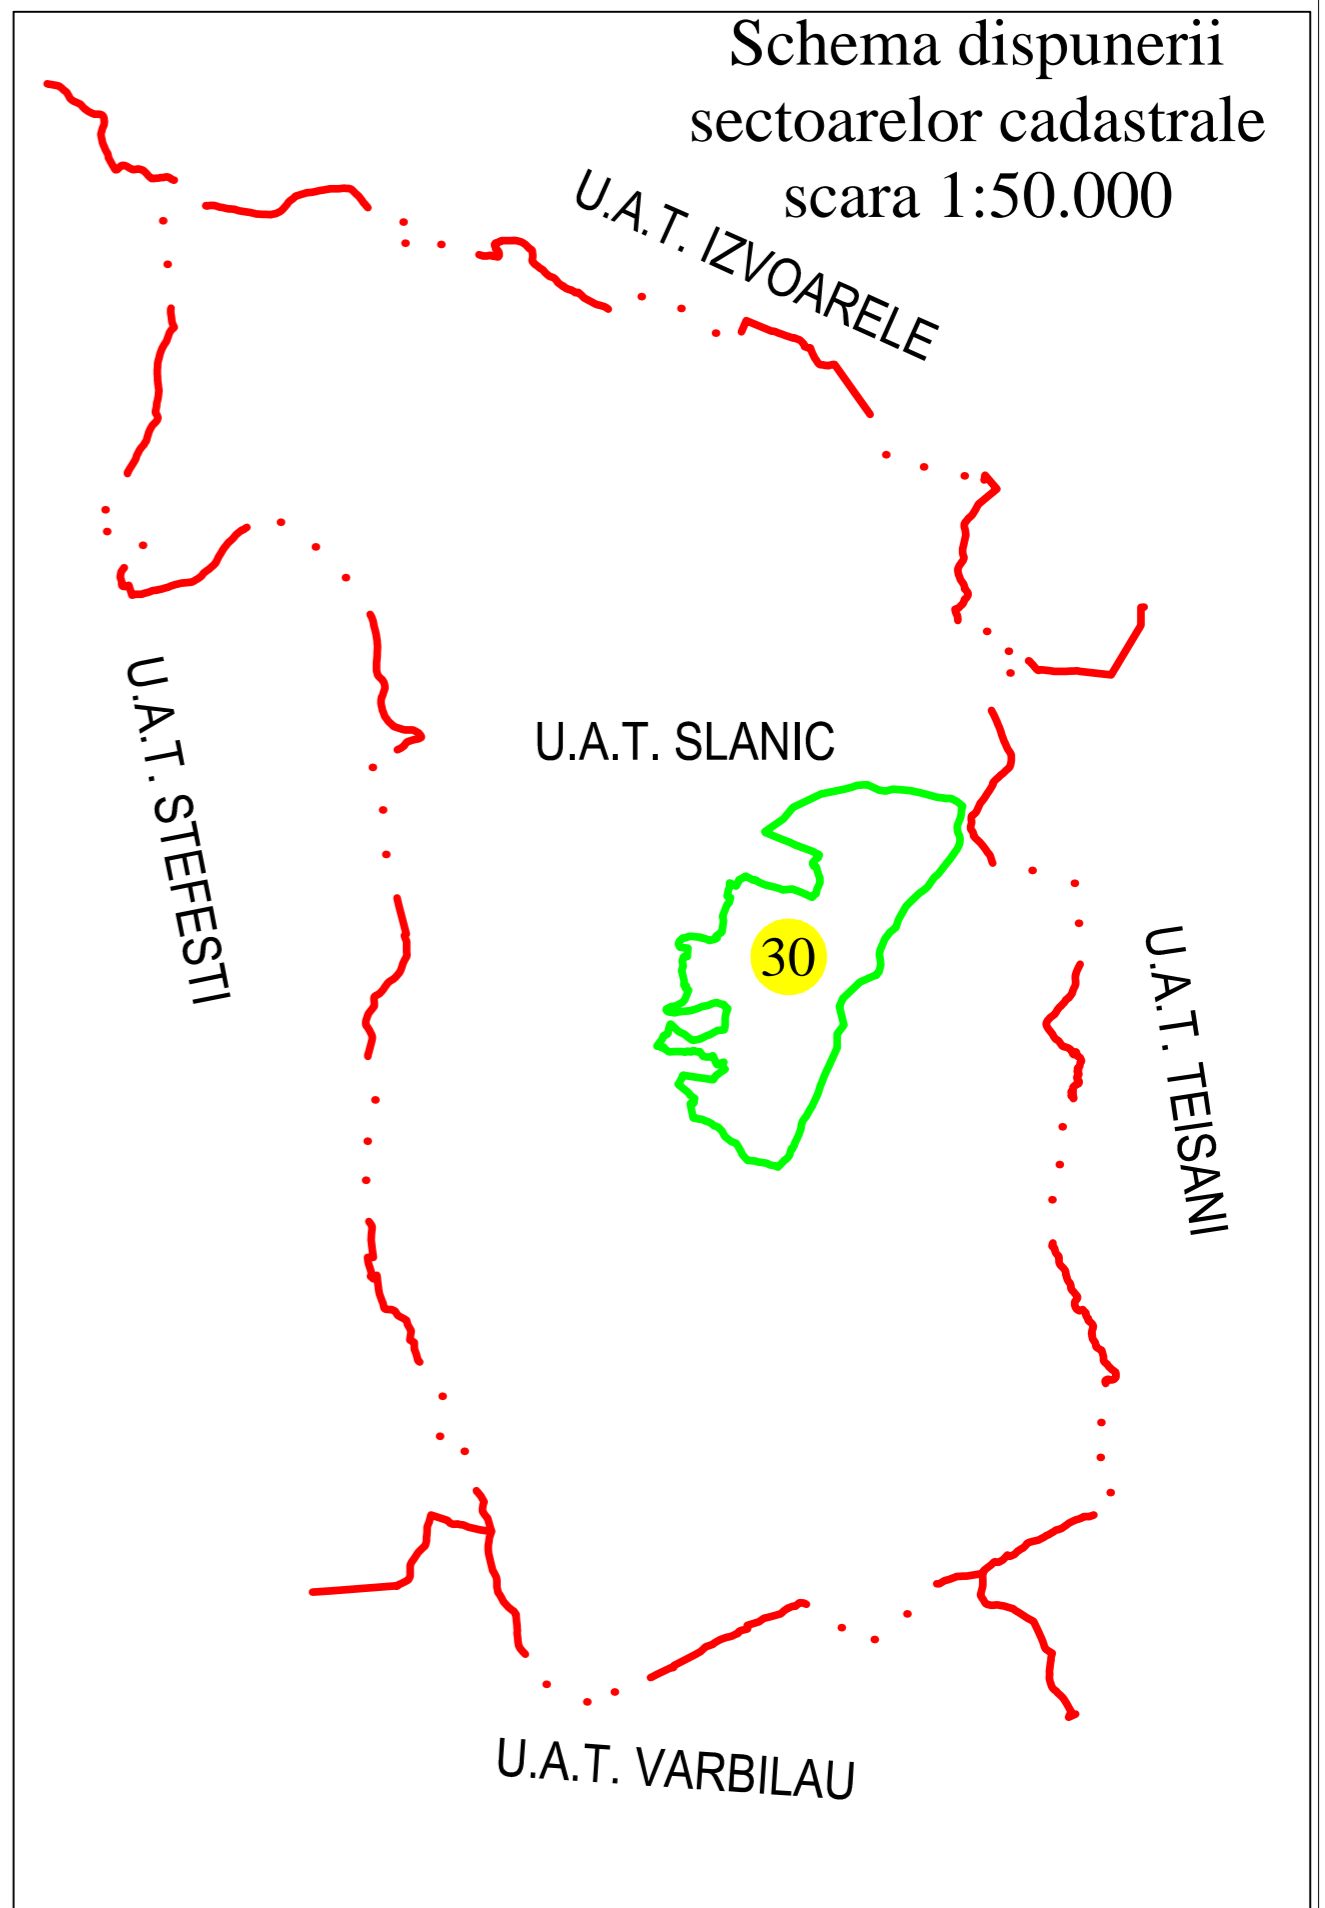 Schema dispunerii
sectoarelor cadastrale
scara 1:50.000
U.A.T. IZVOARELE
U.A.T. STEFESTI
U.A.T. SLANIC
30
U.A.T. TEISANI
U.A.T. VARBILAU